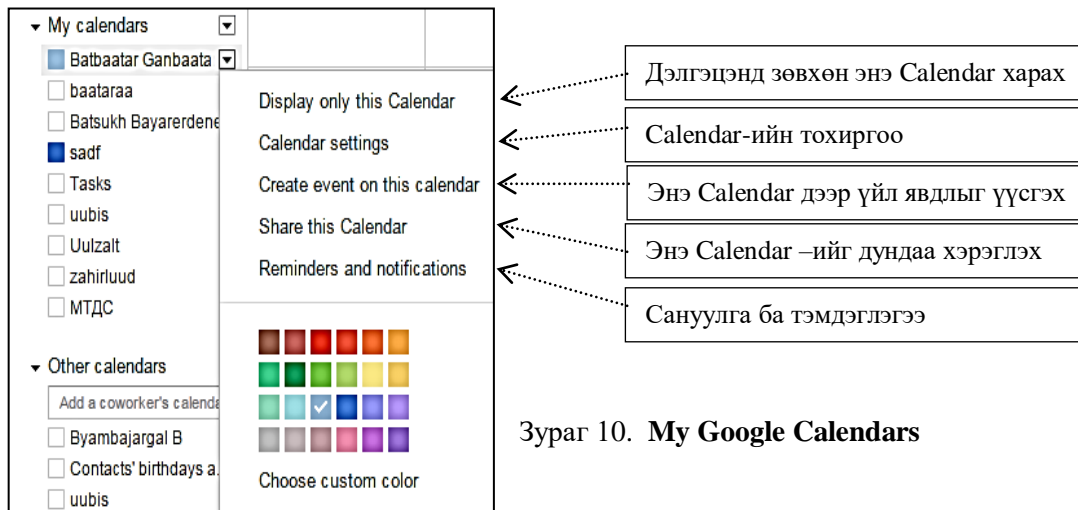 My calendars
Batbaatar Ganbaata
baataraa
Batsukh Bayarerdene
sadf
Tasks
uubis
Uulzalt
zahirluud
МТДС
Other calendars
Add a coworker's calenda
Byambajargal B
Contacts' birthdays a.
uubis
Display only this Calendar
Calendar settings
Create event on this calendar
Share this Calendar
Reminders and notifications
Choose custom color
Дэлгэцэнд зөвхөн энэ Calendar харах
Calendar-ийн тохиргоо
Энэ Calendar дээр үйл явдлыг үүсгэх
Энэ Calendar –ийг дундаа хэрэглэх
Сануулга ба тэмдэглэгээ
Зураг 10. My Google Calendars